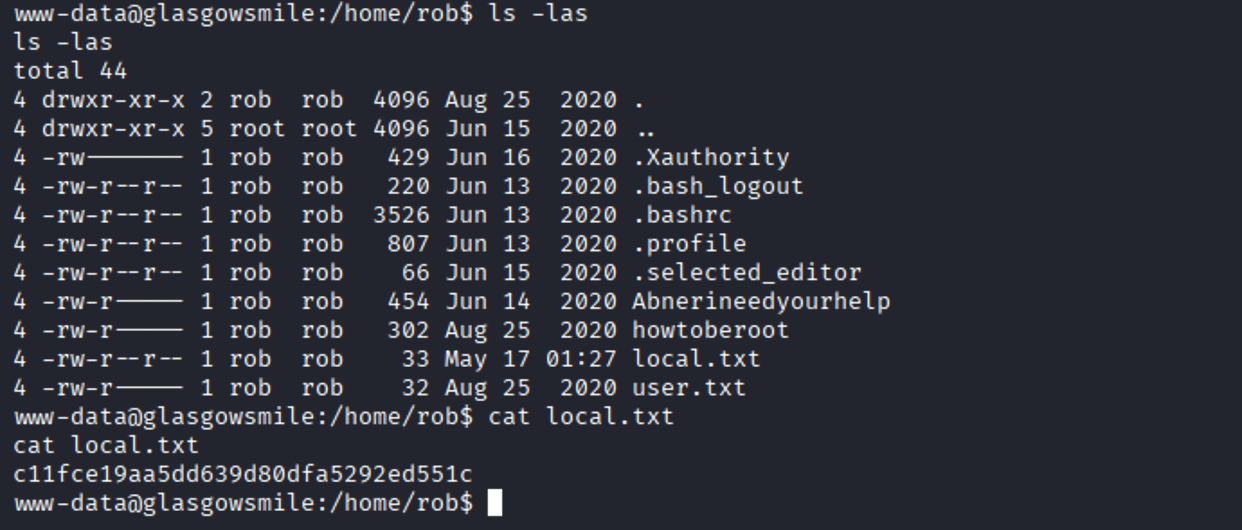 www-data@glasgowsmile:/home/rob$ ls -las
ls -las
total 44
4 drwxr-xr-x 2 rob  rob  4096 Aug 25  2020 .
4 drwxr-xr-x 5 root root 4096 Jun 15  2020 ..
4 -rw------- 1 rob  rob   429 Jun 16  2020 .Xauthority
4 -rw-r--r-- 1 rob  rob   220 Jun 13  2020 .bash_logout
4 -rw-r--r-- 1 rob  rob  3526 Jun 13  2020 .bashrc
4 -rw-r--r-- 1 rob  rob   807 Jun 13  2020 .profile
4 -rw-r--r-- 1 rob  rob    66 Jun 15  2020 .selected_editor
4 -rw-r----- 1 rob  rob   454 Jun 14  2020 Abnerineedyourhelp
4 -rw-r----- 1 rob  rob   302 Aug 25  2020 howtoberoot
4 -rw-r--r-- 1 rob  rob    33 May 17 01:27 local.txt
4 -rw-r----- 1 rob  rob    32 Aug 25  2020 user.txt
www-data@glasgowsmile:/home/rob$ cat local.txt
cat local.txt
c11fce19aa5dd639d80dfa5292ed551c
www-data@glasgowsmile:/home/rob$